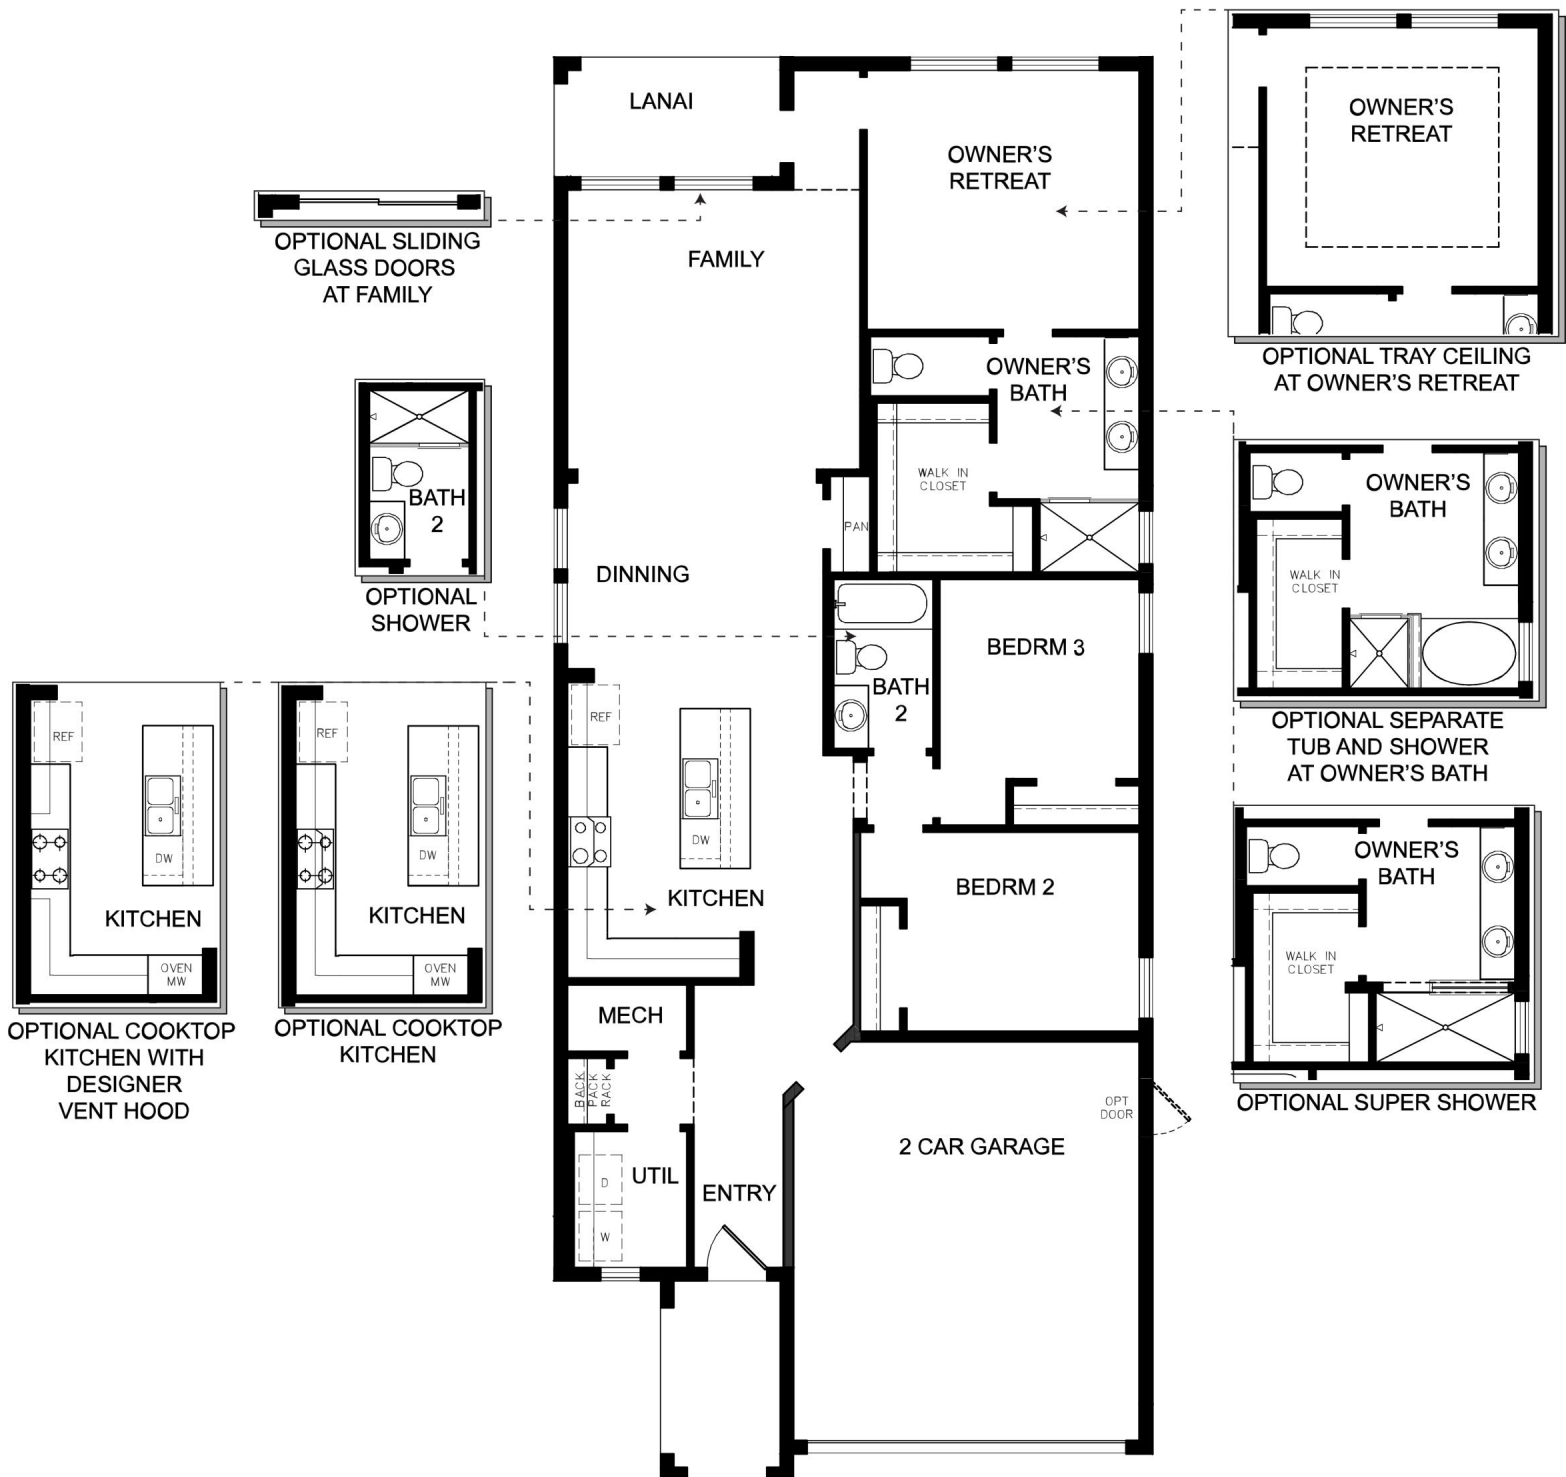 LANAI
OWNER'S
RETREAT
OWNER'S
RETREAT
OPTIONAL SLIDING
GLASS DOORS
AT FAMILY
FAMILY
OPTIONAL TRAY CEILING
AT OWNER'S RETREAT
OWNER'S
BATH
WALK IN
CLOSET
PAN
BATH
2
OPTIONAL
SHOWER
DINNING
OWNER'S
BATH
WALK IN
CLOSET
OPTIONAL SEPARATE
TUB AND SHOWER
AT OWNER'S BATH
BEDRM 3
BATH
2
REF
DW
KITCHEN
OVEN
MW
OPTIONAL COOKTOP
KITCHEN WITH
DESIGNER
VENT HOOD
REF
DW
KITCHEN
OVEN
MW
OPTIONAL COOKTOP
KITCHEN
REF
DW
KITCHEN
BEDRM 2
OWNER'S
BATH
WALK IN
CLOSET
OPTIONAL SUPER SHOWER
MECH
BACK
PACK
RACK
OPT
DOOR
2 CAR GARAGE
UTIL
D
W
ENTRY